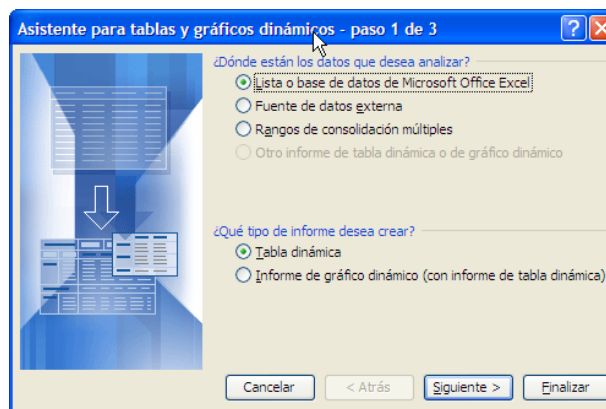 Asistente para tablas y gráficos dinámicos - paso 1 de 3
¿Dónde están los datos que desea analizar?
Lista o base de datos de Microsoft Office Excel
Fuente de datos externa
Rangos de consolidación múltiples
Otro informe de tabla dinámica o de gráfico dinámico
¿Qué tipo de informe desea crear?
Tabla dinámica
Informe de gráfico dinámico (con informe de tabla dinámica)
Cancelar
< Atrás
Siguiente >
Finalizar